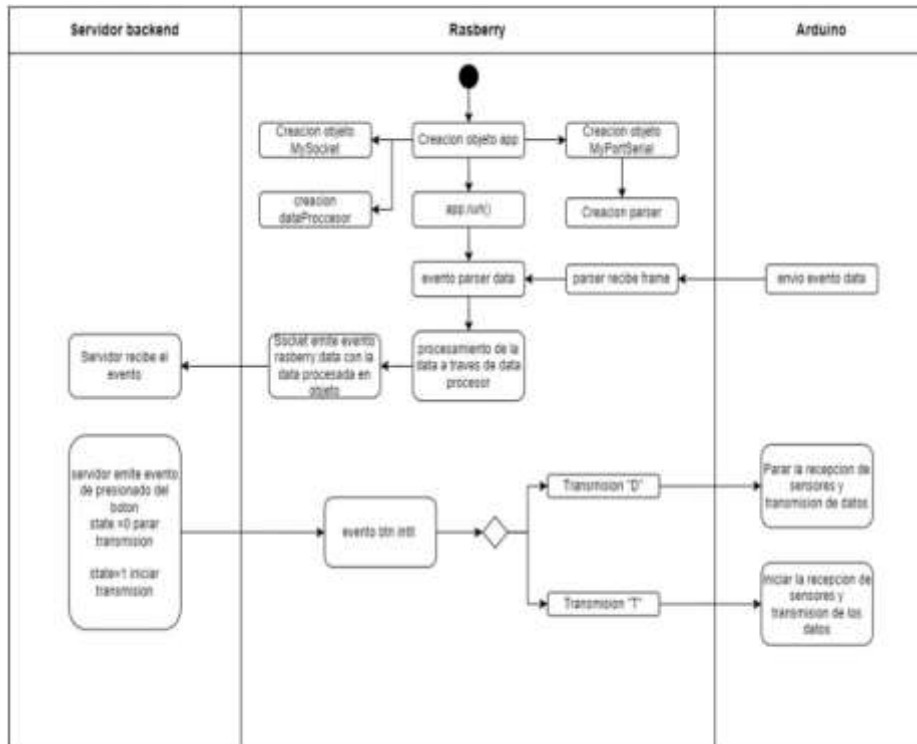 Servidor backend
Rasberry
Arduino
Creacion objeto
MySocket
Creacion objeto app
Creacion objeto
MyPortSerial
creacion
dataProccesor
app.run()
Creacion parser
evento parser data
parser recibe frame
envio evento data
Servidor recibe el
evento
Socket emite evento
rasberry:data con la
data procesada en
objeto
procesamiento de la
data a traves de data
procesor
servidor emite evento
de presionado del
boton
state =0 parar
transmision
state=1 iniciar
transmision
evento btn
Transmision "D"
Parar la recepcion de
sensores y
transmision de datos
Transmision "T"
Iniciar la recepcion de
sensores y
transmision de los
datos